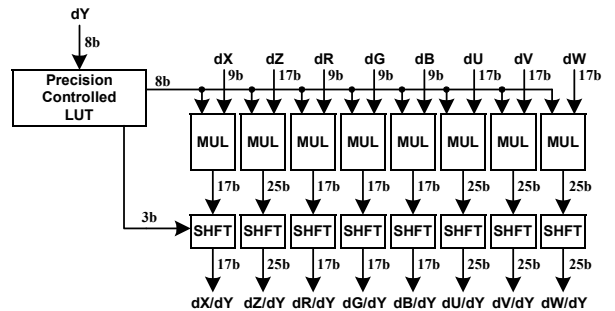 dY
8b
Precision
Controlled
LUT
8b
dX dZ dR dG dB dU dV dW
9b 17b 9b 9b 9b 17b 17b 17b
MUL MUL MUL MUL MUL MUL MUL MUL
17b 25b 17b 17b 17b 25b 25b 25b
3b
SHFT SHFT SHFT SHFT SHFT SHFT SHFT SHFT
17b 25b 17b 17b 17b 25b 25b 25b
dX/dY dZ/dY dR/dY dG/dY dB/dY dU/dY dV/dY dW/dY